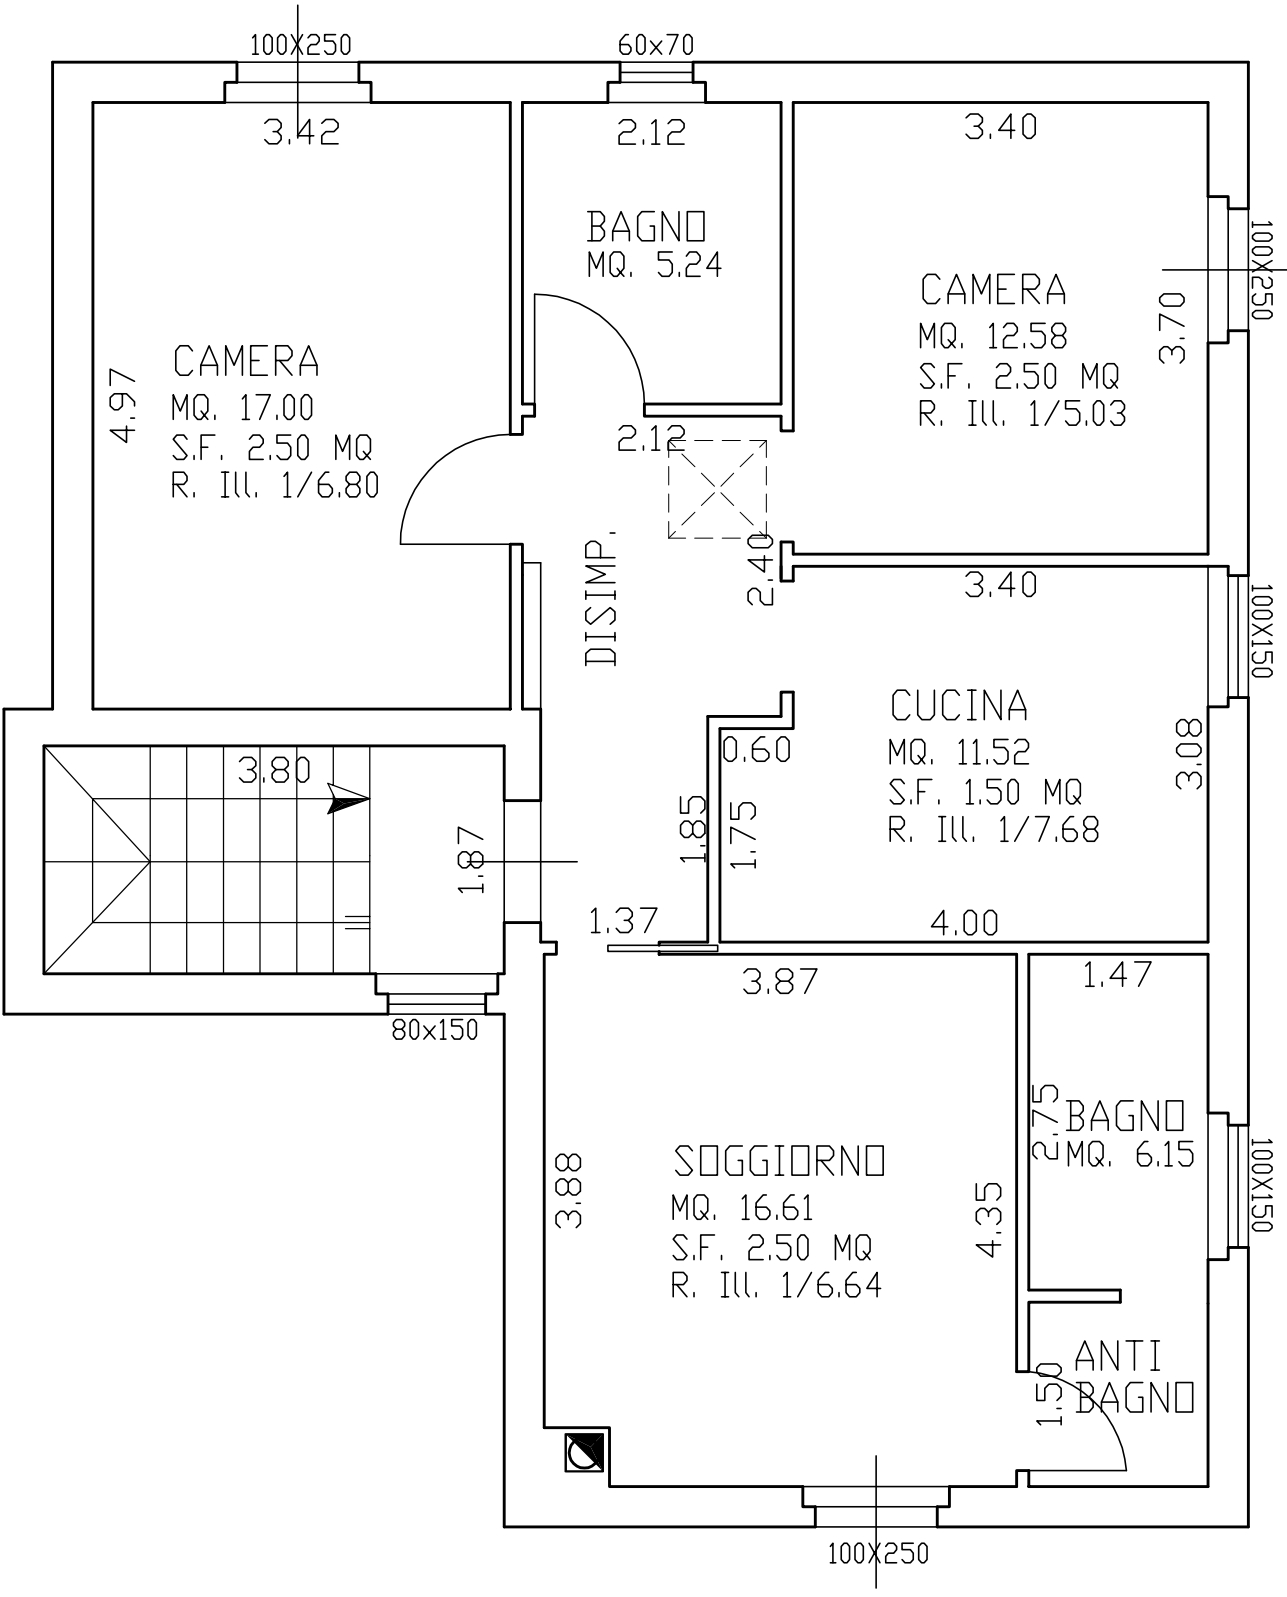 100X250
60x70
3.42
2.12
3.40
BAGNO
MQ. 5.24
100X250
CAMERA
MQ. 12.58
S.F. 2.50 MQ
R. Ill. 1/5.03
3.70
CAMERA
MQ. 17.00
S.F. 2.50 MQ
R. Ill. 1/6.80
4.97
2.12
DISIMP.
2.40
3.40
100X150
CUCINA
MQ. 11.52
S.F. 1.50 MQ
R. Ill. 1/7.68
3.08
0.60
3.80
1.87
1.85
1.75
1.37
4.00
3.87
1.47
80x150
2.75
BAGNO
MQ. 6.15
100X150
SOGGIORNO
MQ. 16.61
S.F. 2.50 MQ
R. Ill. 1/6.64
3.88
4.35
ANTI
BAGNO
1.50
100X250